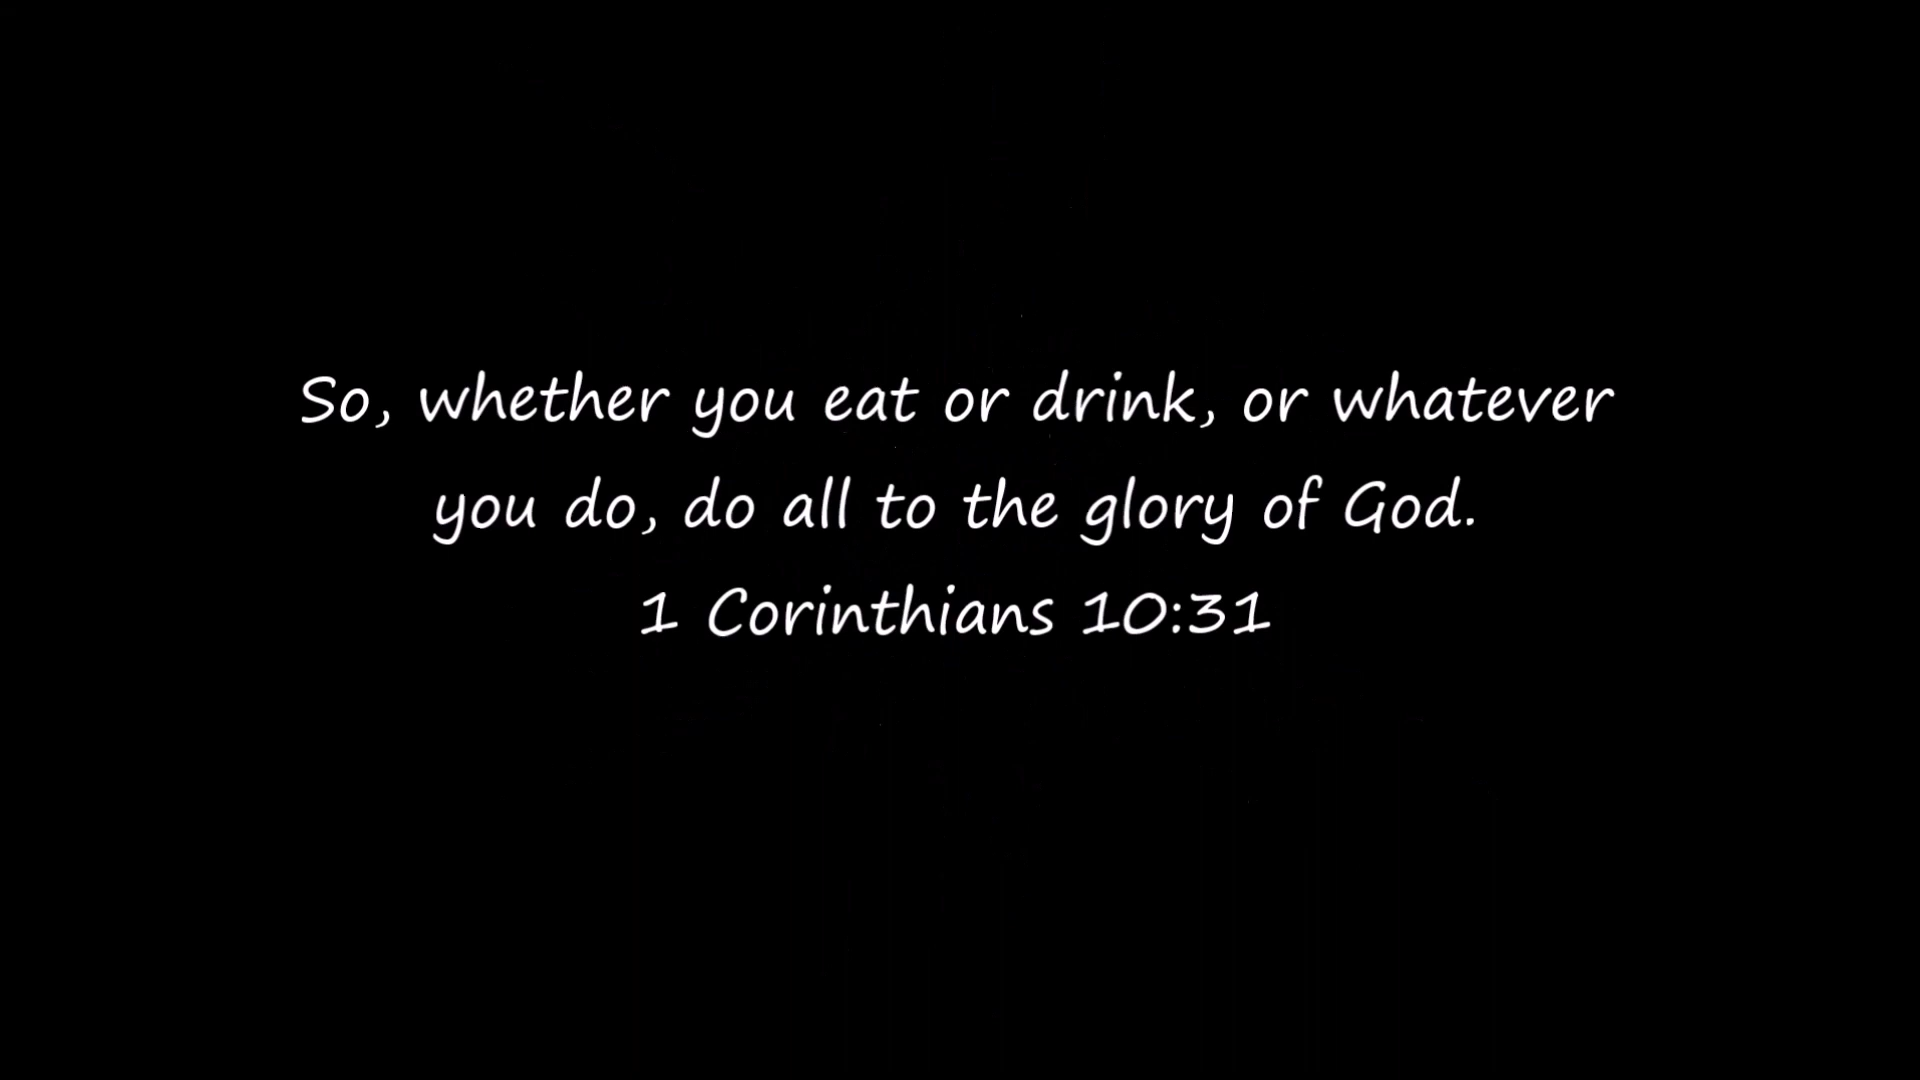 So, whether you eat or drink, or whatever
you do, do all to the glory of God.
1 Corinthians 10:31